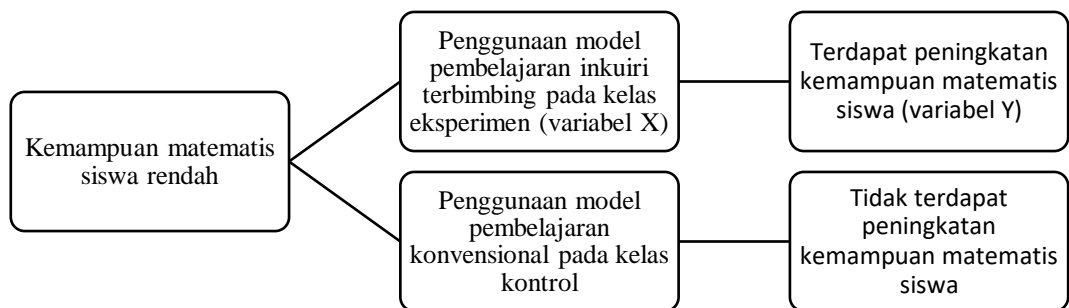 Kemampuan matematis
siswa rendah
Penggunaan model
pembelajaran inkuiri
terbimbing pada kelas
eksperimen (variabel X)
Terdapat peningkatan
kemampuan matematis
siswa (variabel Y)
Penggunaan model
pembelajaran
konvensional pada kelas
kontrol
Tidak terdapat
peningkatan
kemampuan matematis
siswa